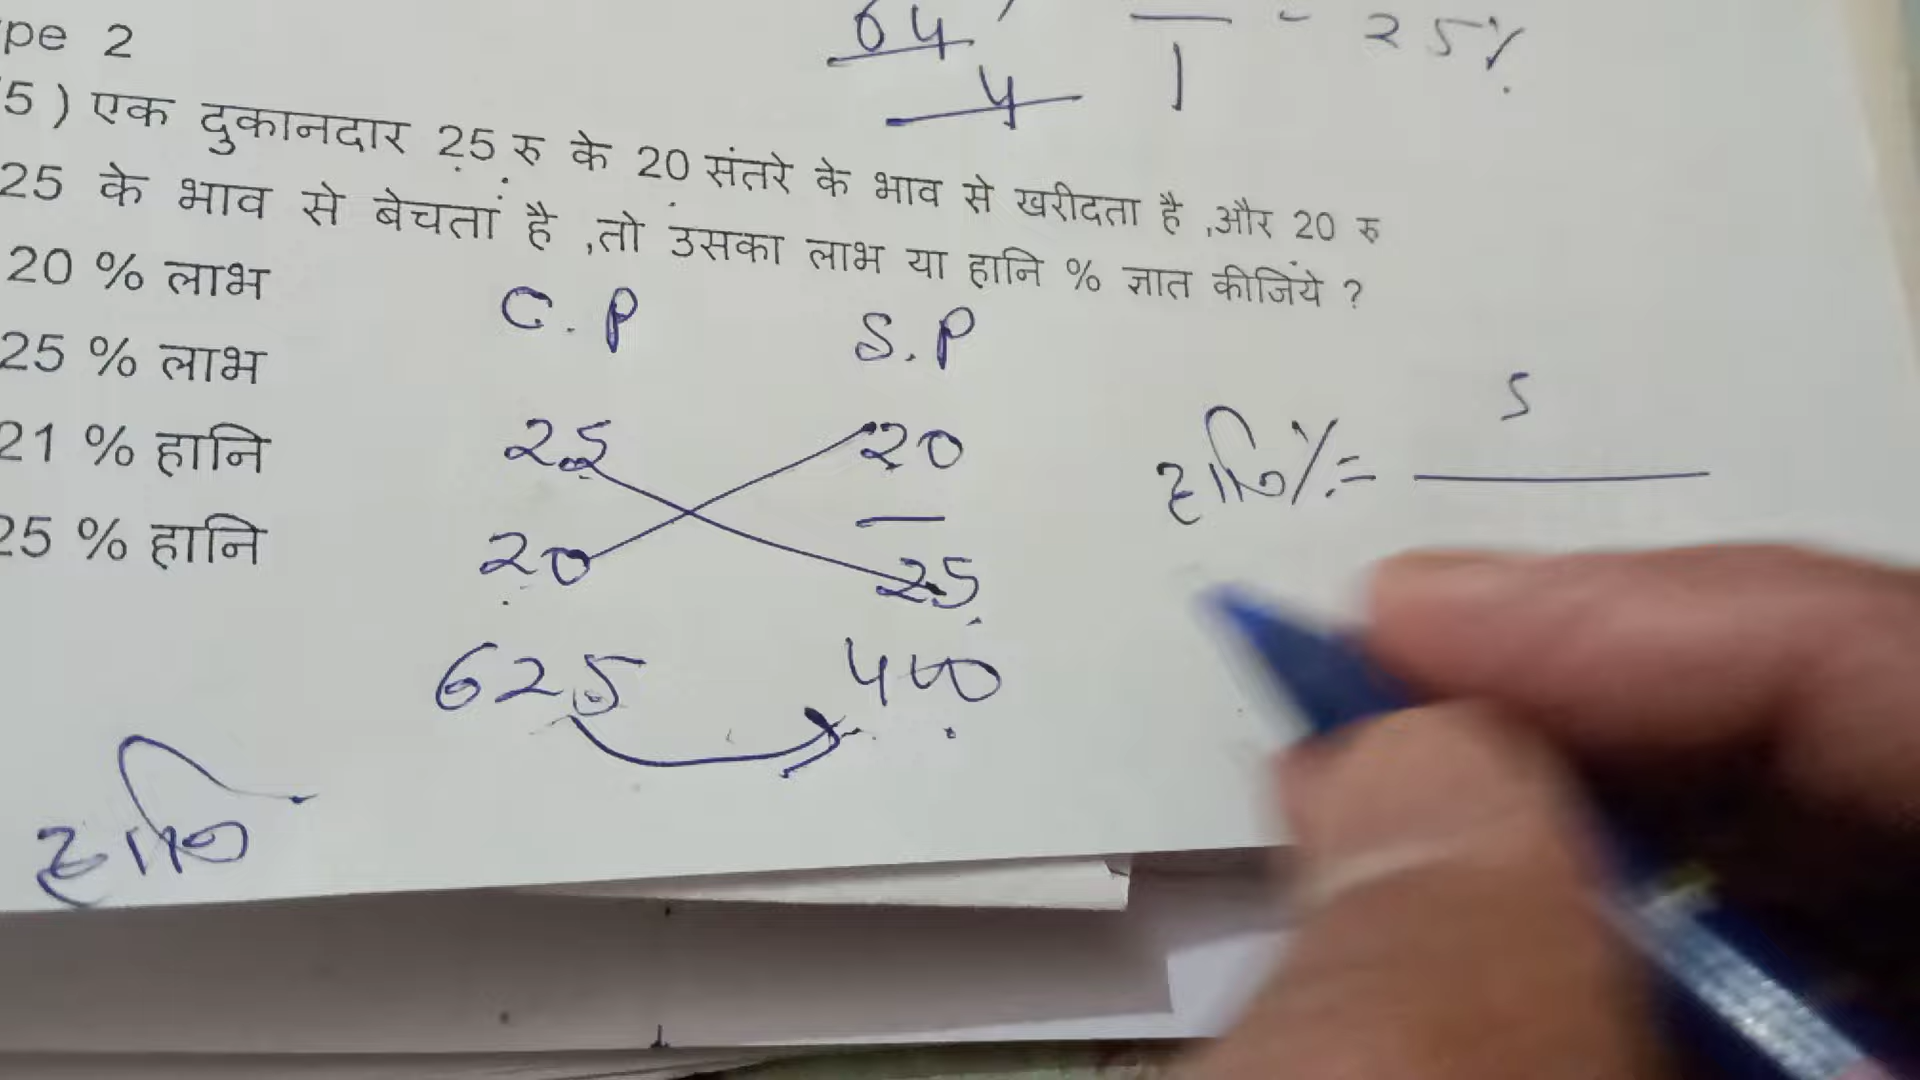 pe 2
64
4
1
- 25%
5) एक दुकानदार 25 रु के 20 संतरे के भाव से खरीदता है ,और 20 रु
25 के भाव से बेचता है ,तो उसका लाभ या हानि % ज्ञात कीजिये ?
20 % लाभ
25 % लाभ
21 % हानि
25 % हानि
C.P S.P
25 20
20 25
625 400
हानि
हानि % = 5